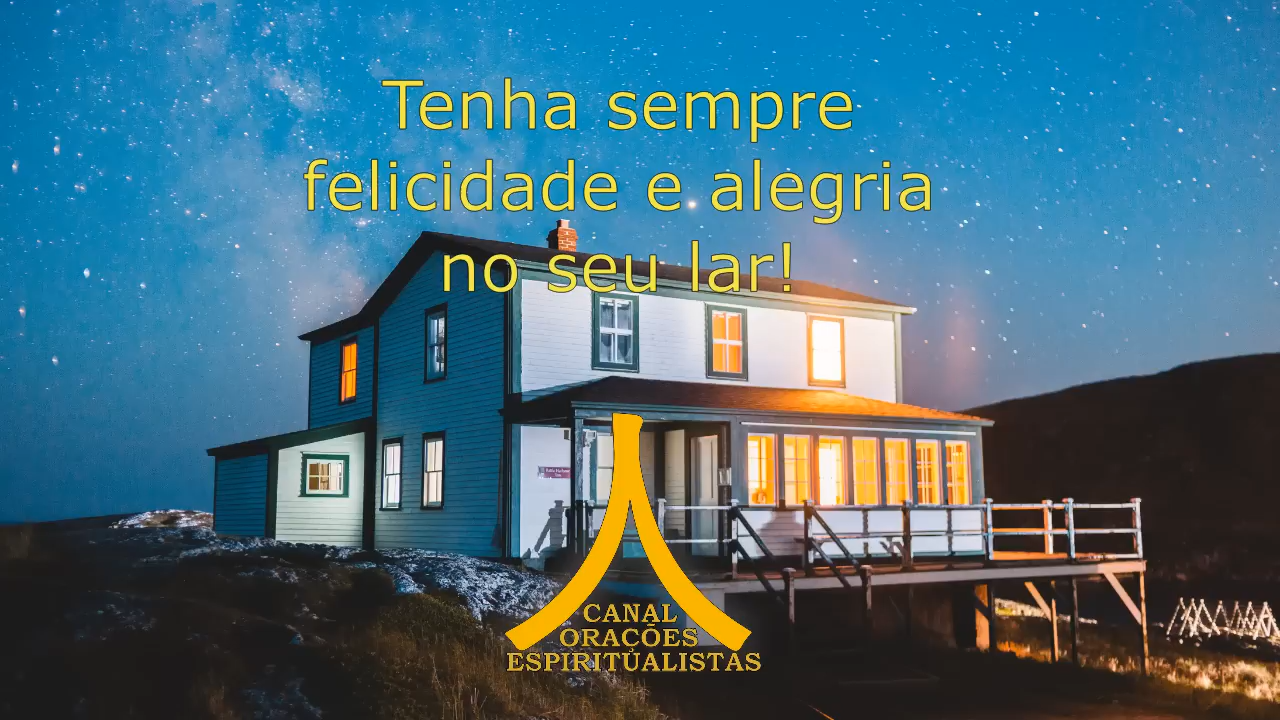 Tenha sempre
felicidade e alegria
no seu lar!
CANAL
ORAÇÕES
ESPIRITUALISTAS